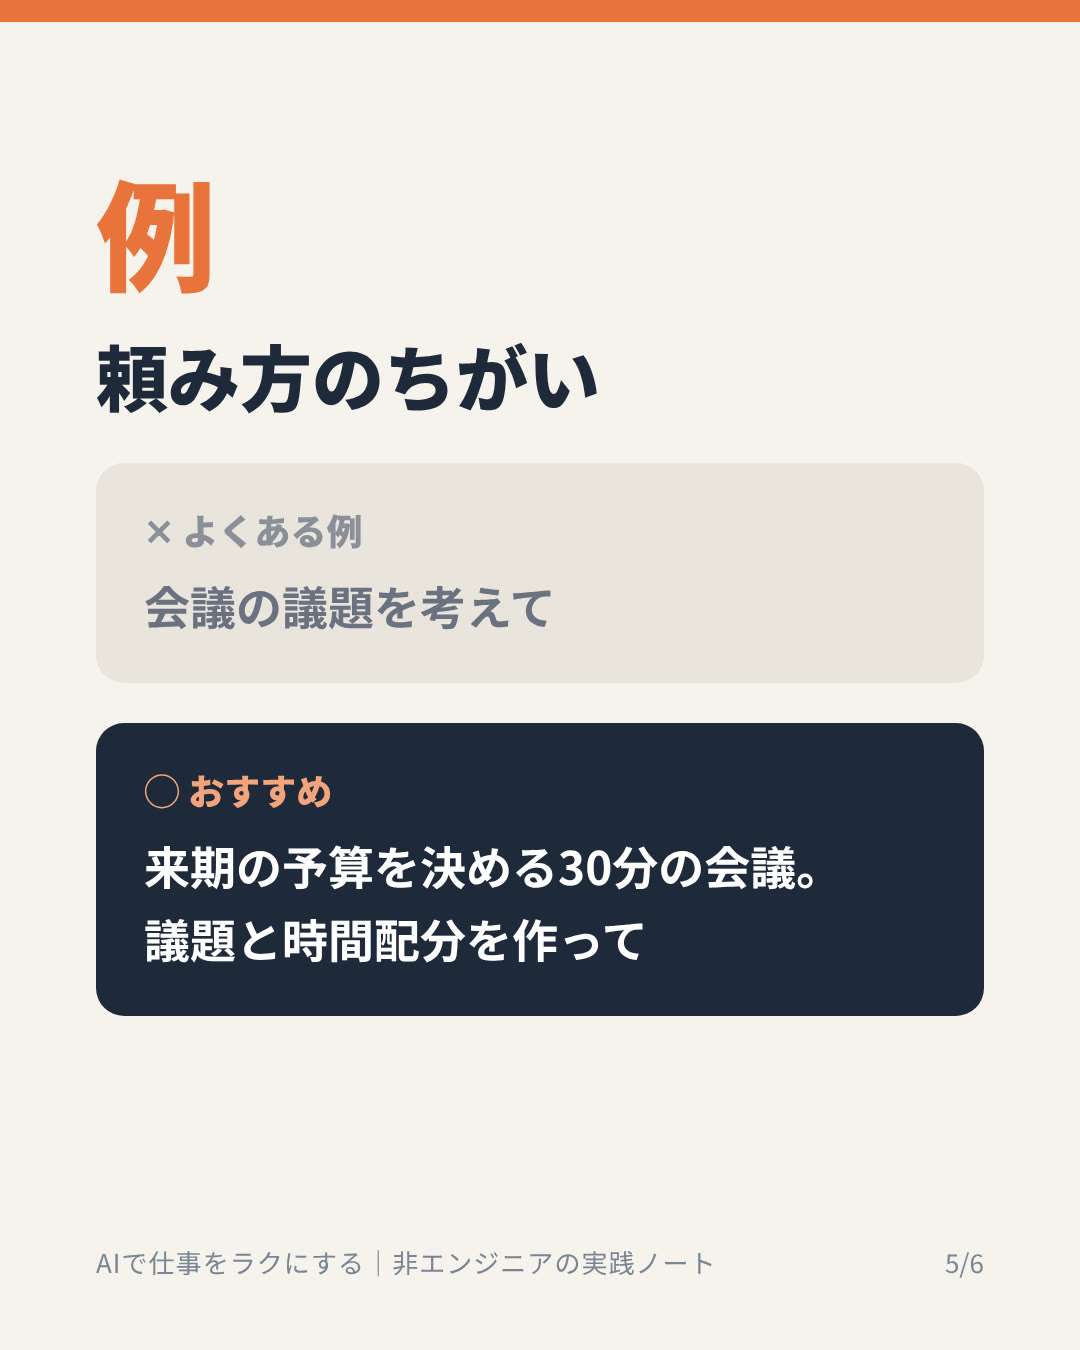 例
頼み方のちがい
× よくある例
会議の議題を考えて
○ おすすめ
来期の予算を決める30分の会議。
議題と時間配分を作って
AIで仕事をラクにする｜非エンジニアの実践ノート
5/6